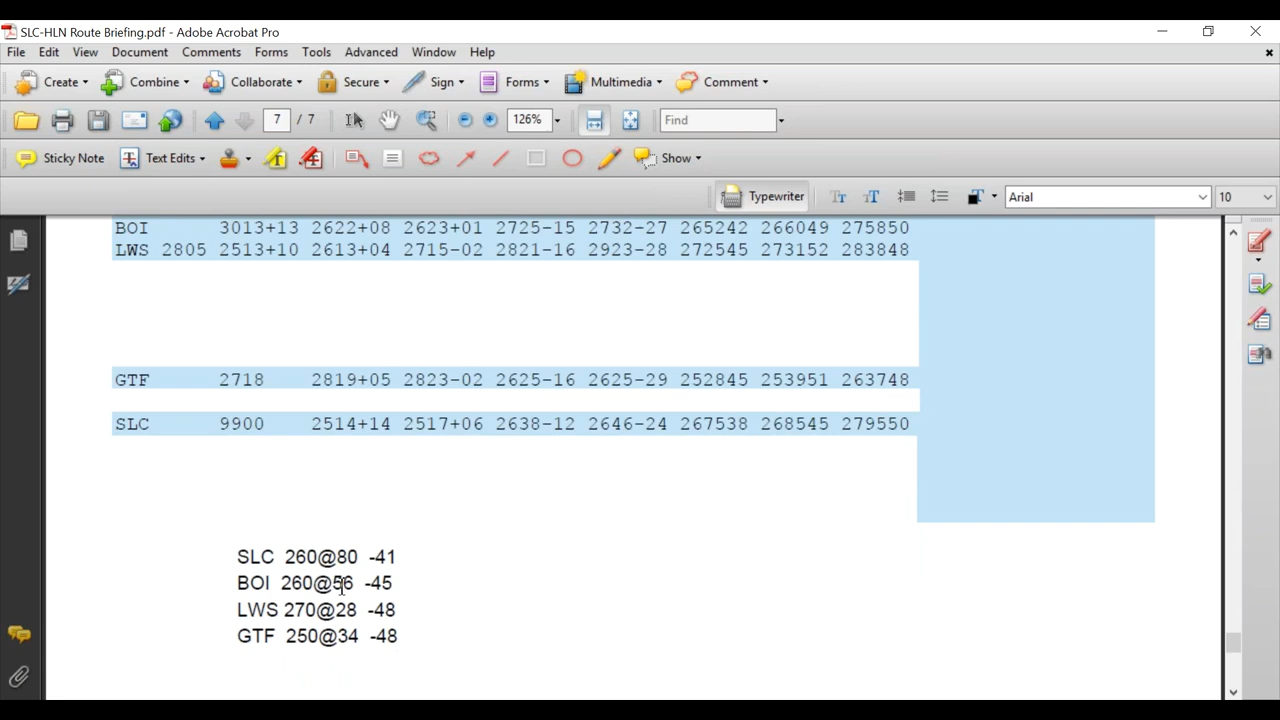 SLC-HLN Route Briefing.pdf - Adobe Acrobat Pro
File Edit View Document Comments Forms Tools Advanced Window Help
Create Combine Collaborate Secure Sign Forms Multimedia Comment
7 / 7 126% Find
Sticky Note Text Edits Show
Typewriter Arial 10
BOI 3013+13 2622+08 2623+01 2725-15 2732-27 265242 266049 275850
LWS 2805 2513+10 2613+04 2715-02 2821-16 2923-28 272545 273152 283848
GTF 2718 2819+05 2823-02 2625-16 2625-29 252845 253951 263748
SLC 9900 2514+14 2517+06 2638-12 2646-24 267538 268545 279550
SLC 260@80 -41
BOI 260@56 -45
LWS 270@28 -48
GTF 250@34 -48